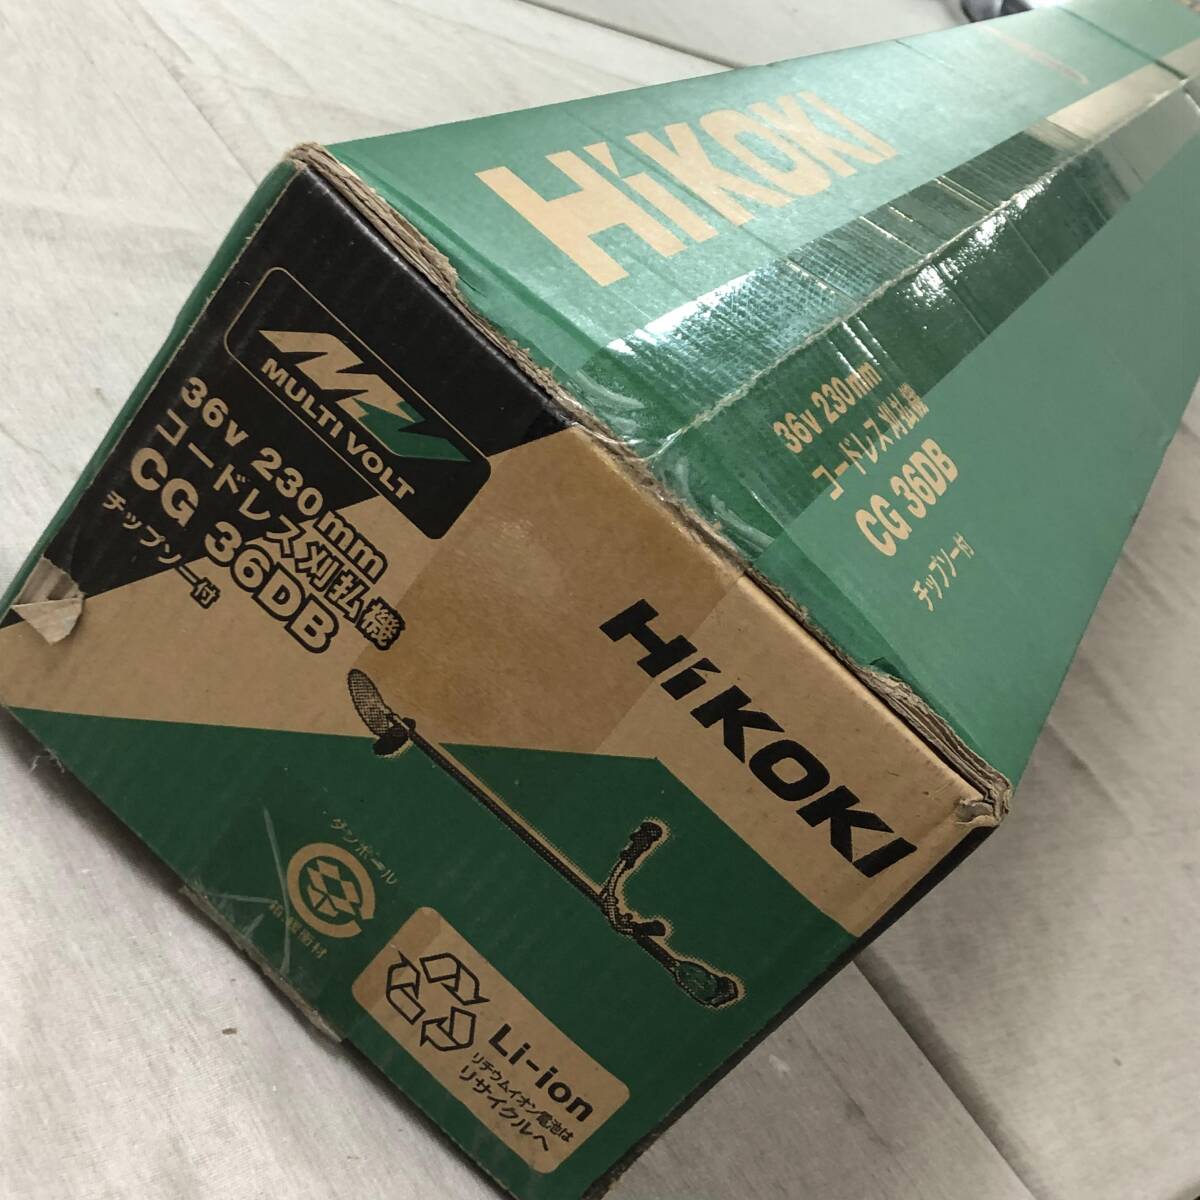 HiKOKI
36v 230mm
コードレス刈払機
CG 36DB
チップソー付
MULTI VOLT
36v 230mm
コードレス刈払機
CG 36DB
チップソー付
HiKOKI
ダンボール
Li-ion
リチウムイオン電池は
リサイクルへ